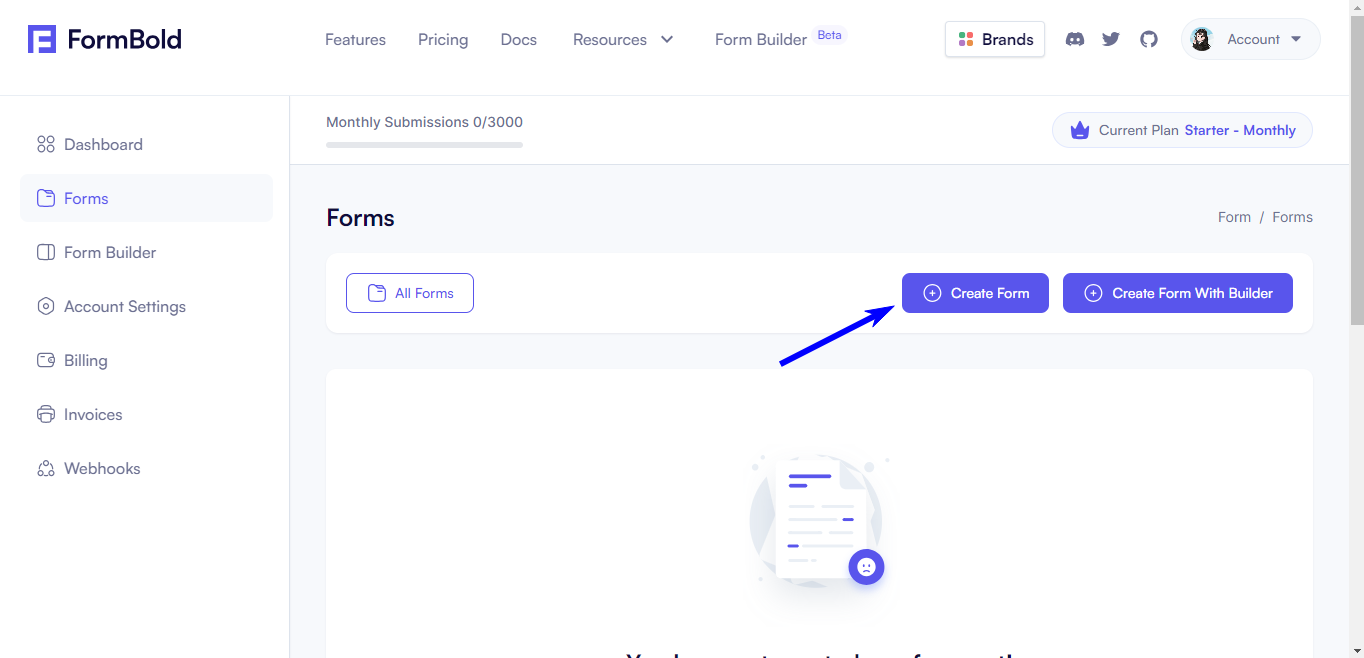 FormBold
Features
Pricing
Docs
Resources
Form Builder Beta
Brands
Account
Dashboard
Forms
Form Builder
Account Settings
Billing
Invoices
Webhooks
Monthly Submissions 0/3000
Current Plan Starter - Monthly
Forms
Form / Forms
All Forms
Create Form
Create Form With Builder